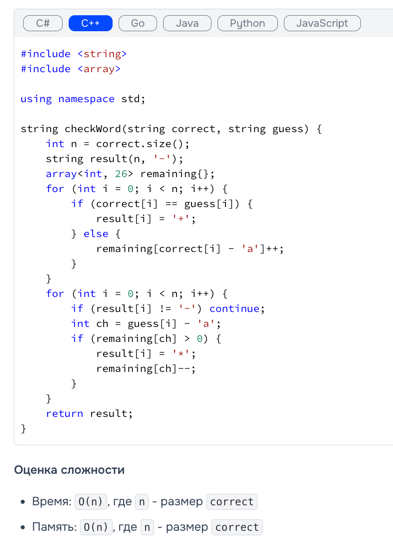 C# C++ Go Java Python JavaScript
#include <string>
#include <array>
using namespace std;
string checkWord(string correct, string guess) {
    int n = correct.size();
    string result(n, '-');
    array<int, 26> remaining{};
    for (int i = 0; i < n; i++) {
        if (correct[i] == guess[i]) {
            result[i] = '+';
        } else {
            remaining[correct[i] - 'a']++;
        }
    }
    for (int i = 0; i < n; i++) {
        if (result[i] != '-') continue;
        int ch = guess[i] - 'a';
        if (remaining[ch] > 0) {
            result[i] = '*';
            remaining[ch]--;
        }
    }
    return result;
}
Оценка сложности
• Время: O(n), где n - размер correct
• Память: O(n), где n - размер correct